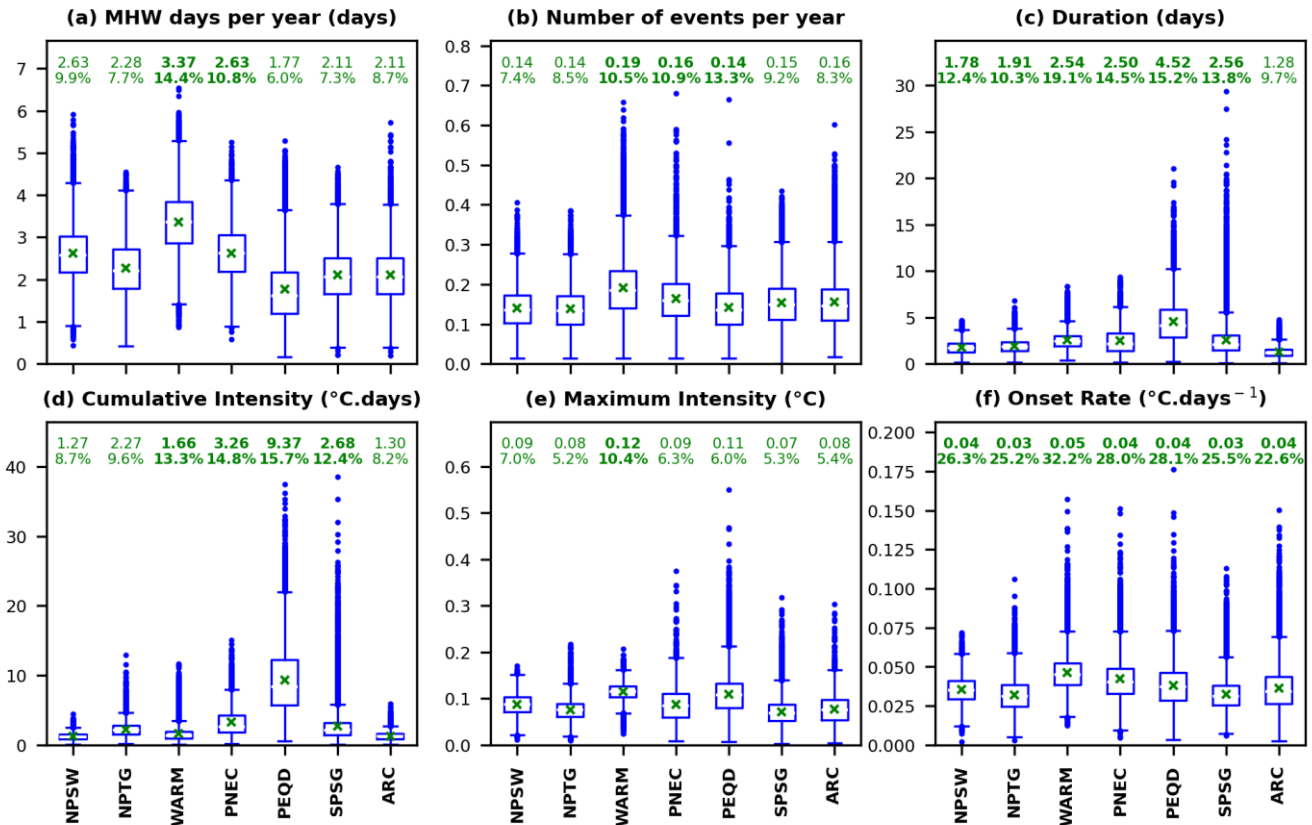 (a) MHW days per year (days)
2.63 2.28 3.37 2.63 1.77 2.11 2.11
9.9% 7.7% 14.4% 10.8% 6.0% 7.3% 8.7%
7
6
5
4
3
2
1
0
(b) Number of events per year
0.14 0.14 0.19 0.16 0.14 0.15 0.16
7.4% 8.5% 10.5% 10.9% 13.3% 9.2% 8.3%
0.8
0.7
0.6
0.5
0.4
0.3
0.2
0.1
0.0
(c) Duration (days)
1.78 1.91 2.54 2.50 4.52 2.56 1.28
12.4% 10.3% 19.1% 14.5% 15.2% 13.8% 9.7%
30
25
20
15
10
5
0
(d) Cumulative Intensity (°C.days)
1.27 2.27 1.66 3.26 9.37 2.68 1.30
8.7% 9.6% 13.3% 14.8% 15.7% 12.4% 8.2%
40
30
20
10
0
NPSW NPTG WARM PNEC PEQD SPSG ARC
(e) Maximum Intensity (°C)
0.09 0.08 0.12 0.09 0.11 0.07 0.08
7.0% 5.2% 10.4% 6.3% 6.0% 5.3% 5.4%
0.6
0.5
0.4
0.3
0.2
0.1
0.0
NPSW NPTG WARM PNEC PEQD SPSG ARC
(f) Onset Rate (°C.days⁻¹)
0.04 0.03 0.05 0.04 0.04 0.03 0.04
26.3% 25.2% 32.2% 28.0% 28.1% 25.5% 22.6%
0.200
0.175
0.150
0.125
0.100
0.075
0.050
0.025
0.000
NPSW NPTG WARM PNEC PEQD SPSG ARC